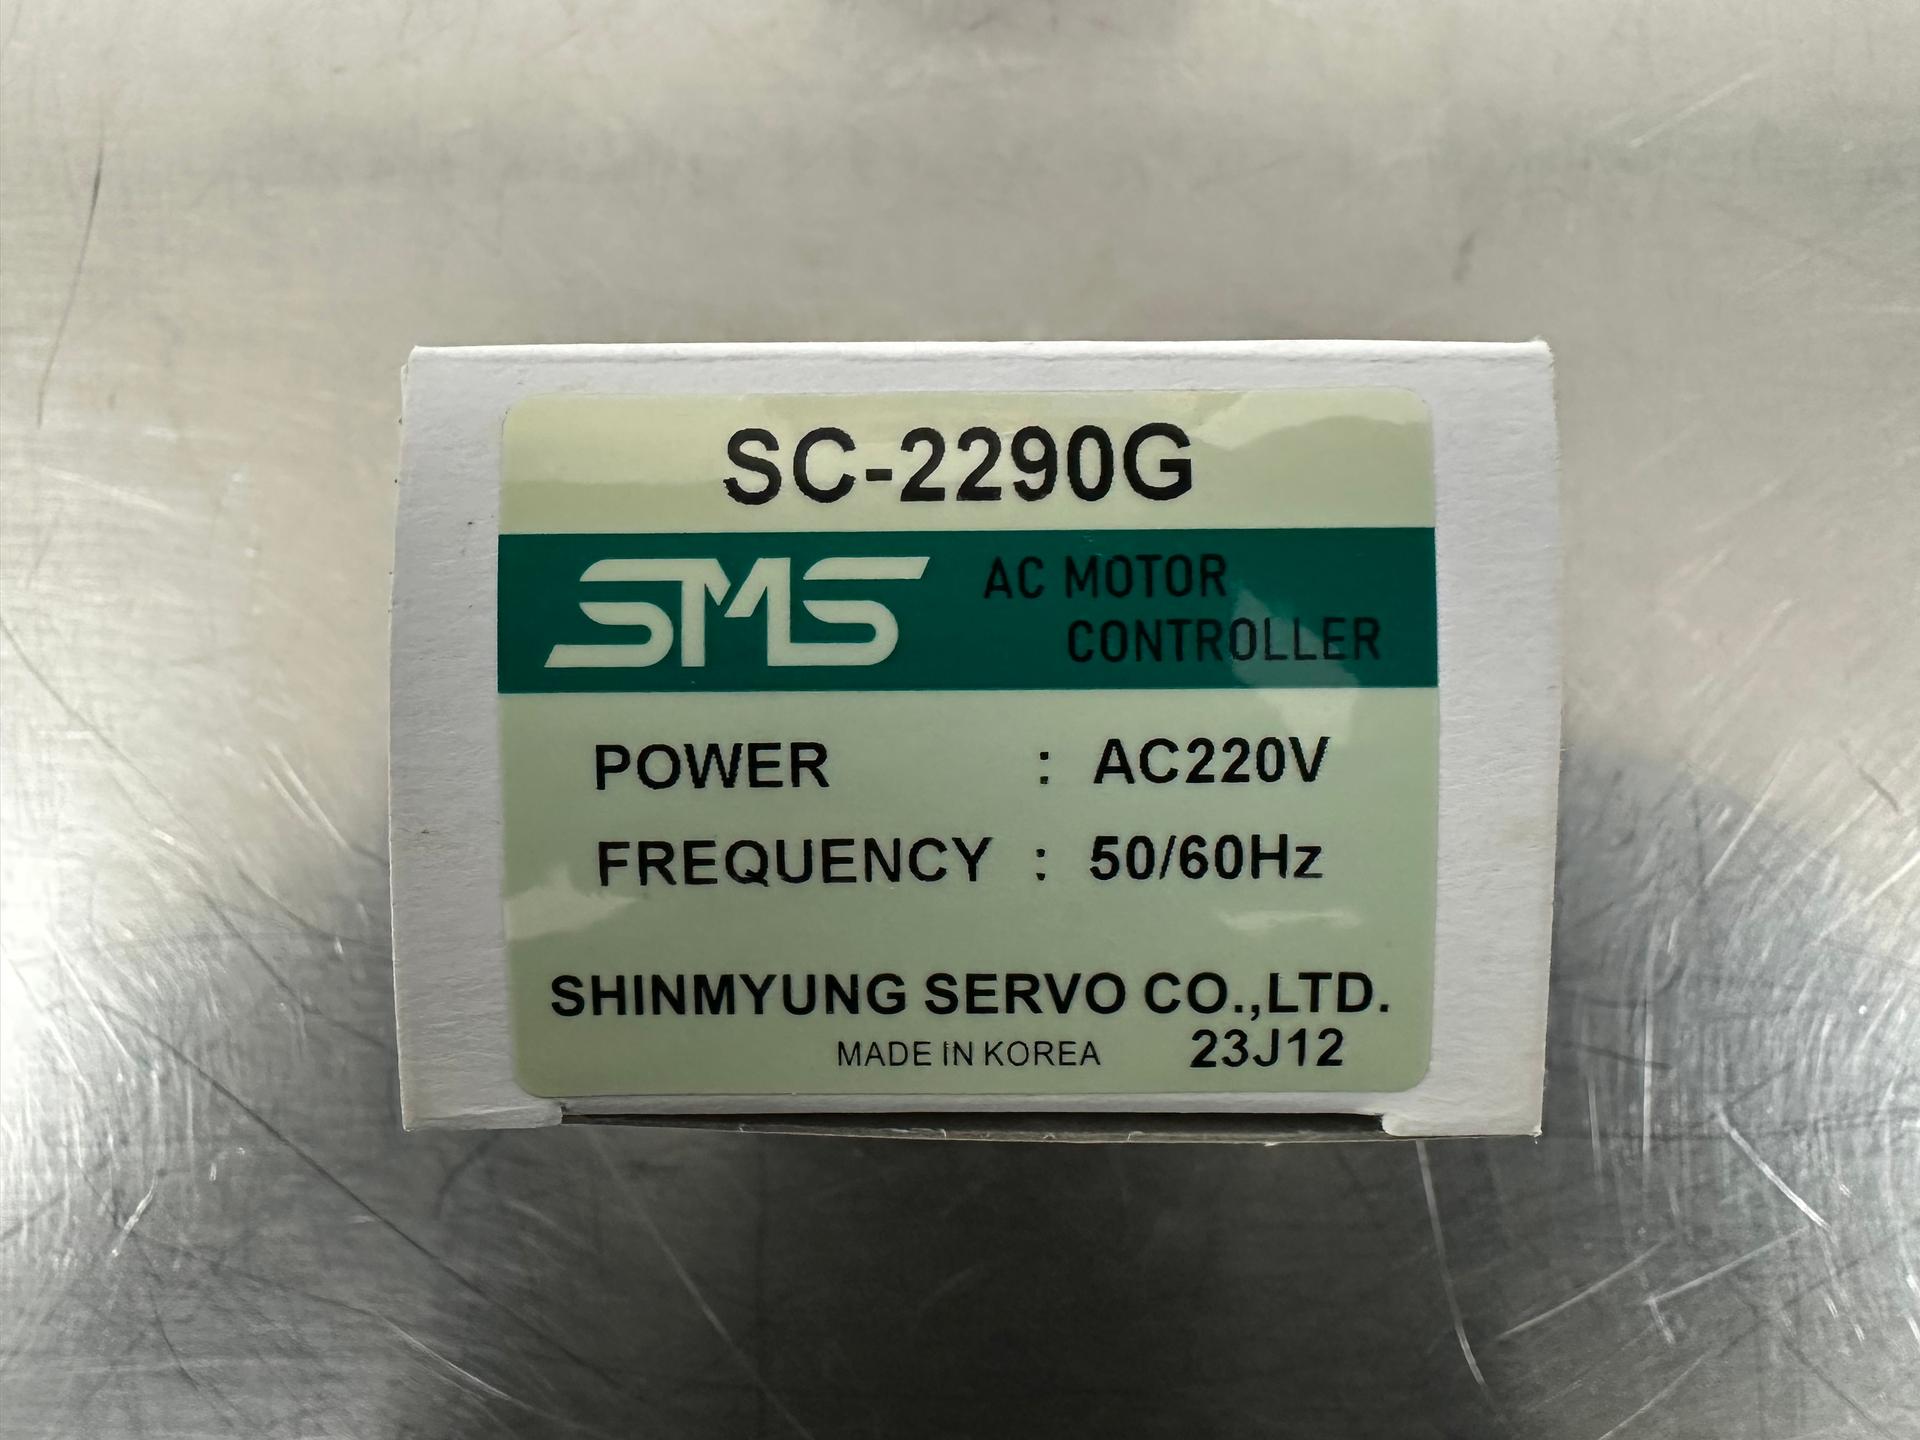 SC-2290G
SMS
AC MOTOR
CONTROLLER
POWER : AC220V
FREQUENCY : 50/60Hz
SHINMYUNG SERVO CO.,LTD.
MADE IN KOREA 23J12